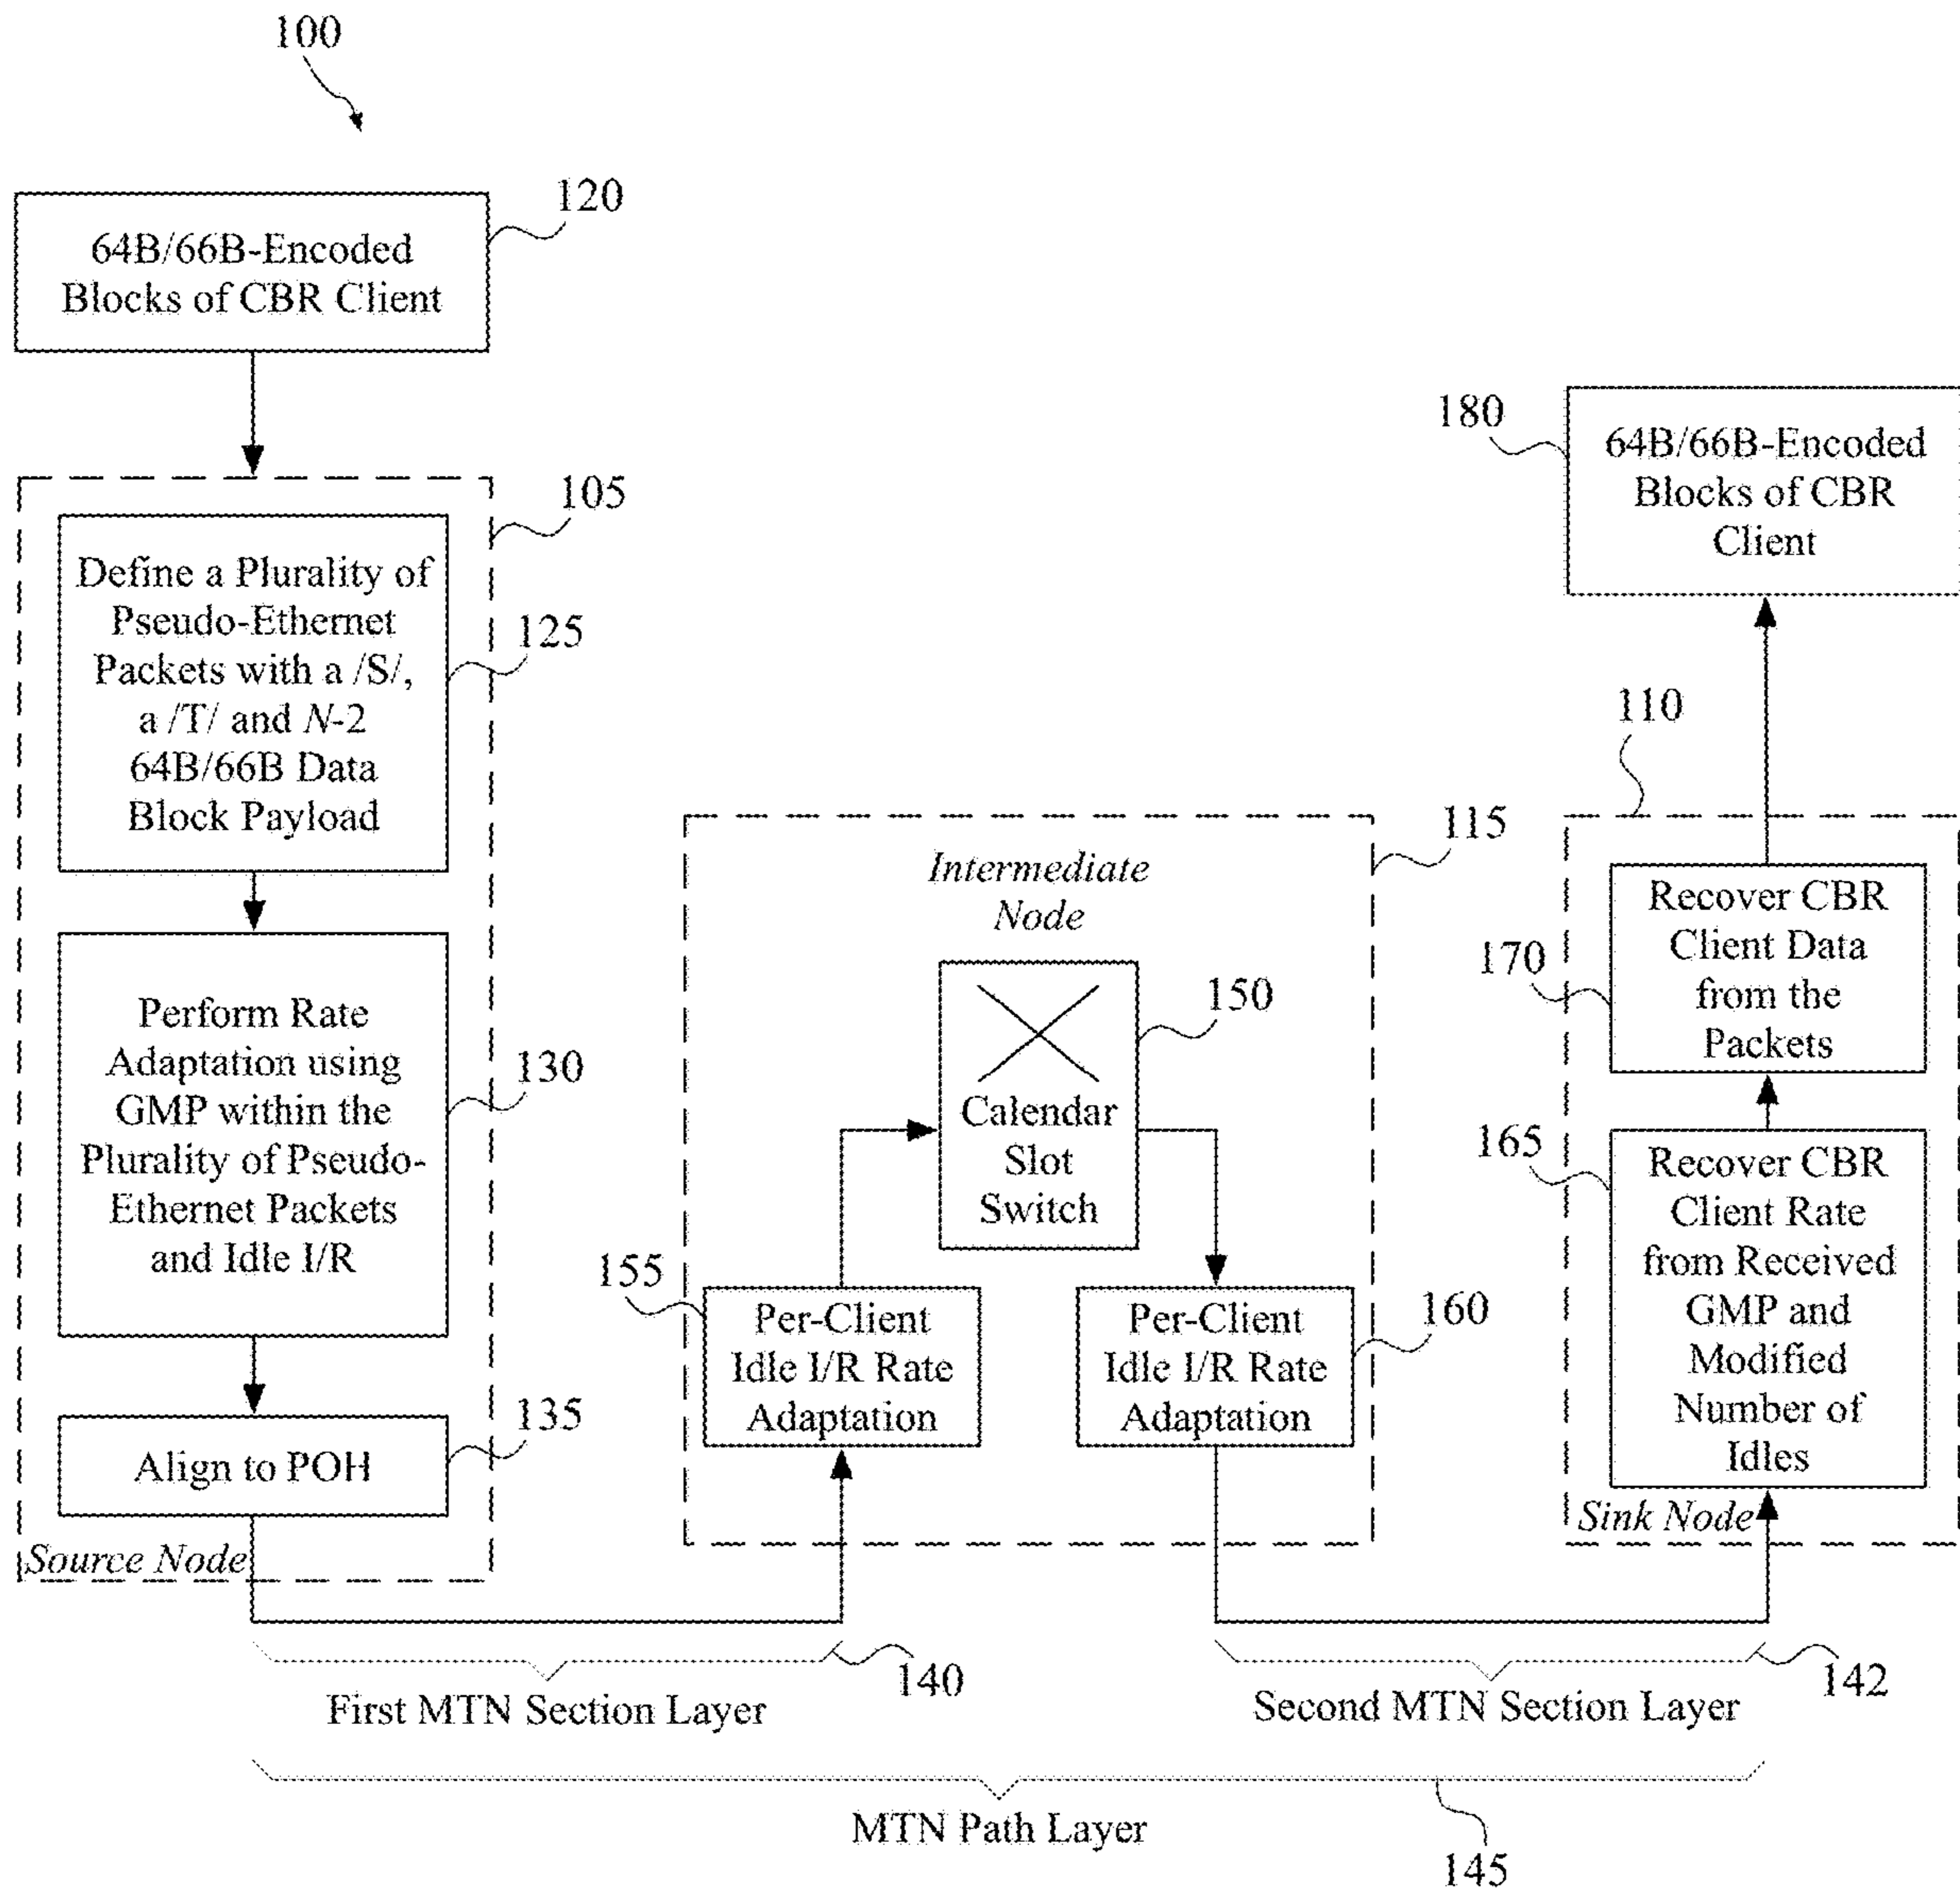 100
120
64B/66B-Encoded
Blocks of CBR Client
105
Define a Plurality of
Pseudo-Ethernet
Packets with a /S/,
a /T/ and N-2
64B/66B Data
Block Payload
125
Perform Rate
Adaptation using
GMP within the
Plurality of Pseudo-
Ethernet Packets
and Idle I/R
130
Align to POH
135
Source Node
115
Intermediate
Node
150
Calendar
Slot
Switch
155
Per-Client
Idle I/R Rate
Adaptation
Per-Client
Idle I/R Rate
Adaptation
160
180
64B/66B-Encoded
Blocks of CBR
Client
110
170
Recover CBR
Client Data
from the
Packets
165
Recover CBR
Client Rate
from Received
GMP and
Modified
Number of
Idles
Sink Node
140
First MTN Section Layer
142
Second MTN Section Layer
MTN Path Layer
145